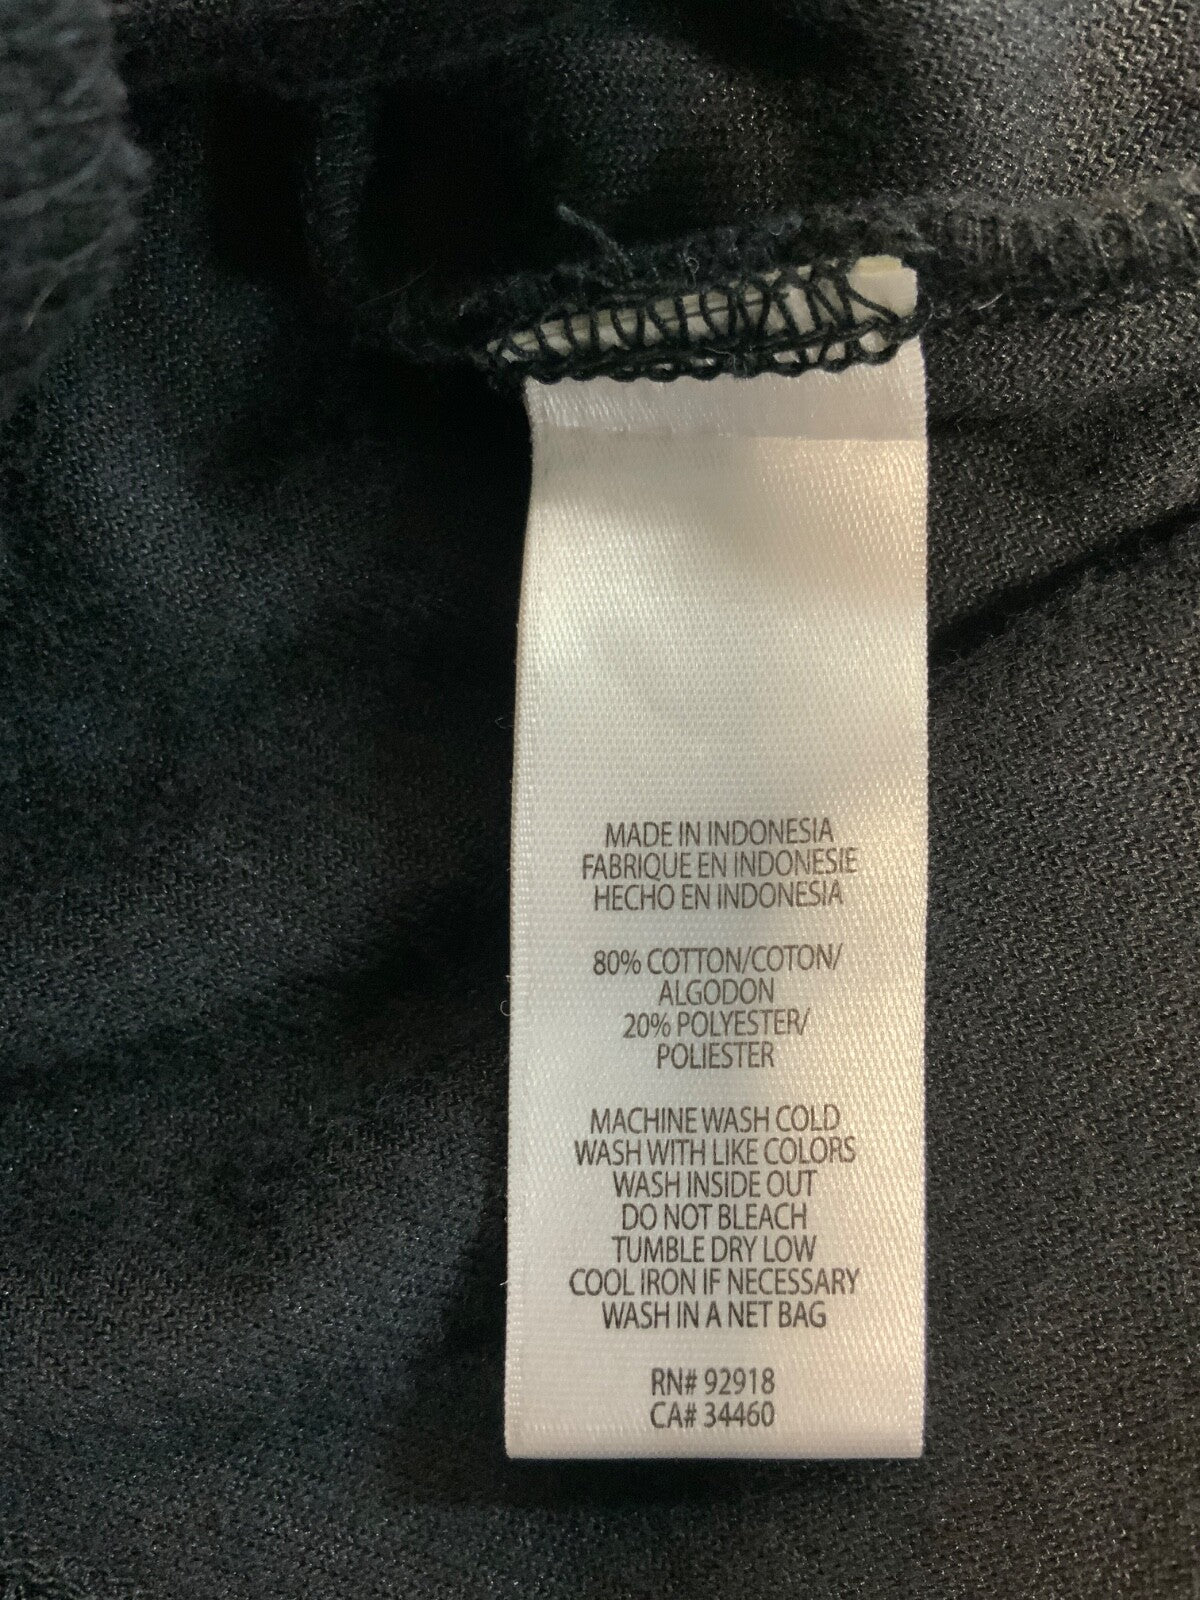 MADE IN INDONESIA
FABRIQUE EN INDONESIE
HECHO EN INDONESIA
80% COTTON/COTON/
ALGODON
20% POLYESTER/
POLIESTER
MACHINE WASH COLD
WASH WITH LIKE COLORS
WASH INSIDE OUT
DO NOT BLEACH
TUMBLE DRY LOW
COOL IRON IF NECESSARY
WASH IN A NET BAG
RN# 92918
CA# 34460